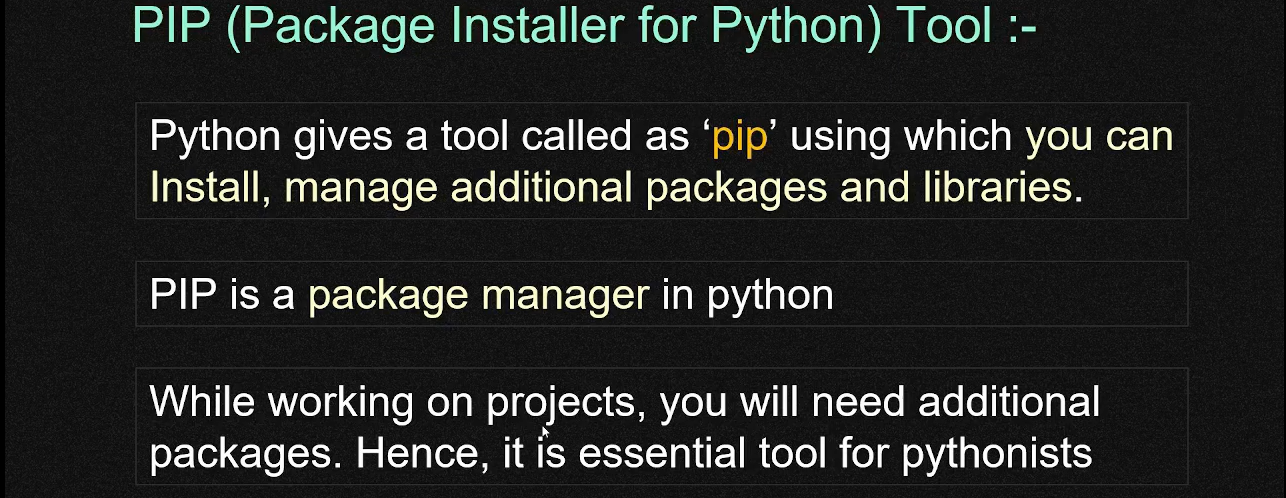 PIP (Package Installer for Python) Tool :-
Python gives a tool called as ‘pip’ using which you can
Install, manage additional packages and libraries.
PIP is a package manager in python
While working on projects, you will need additional
packages. Hence, it is essential tool for pythonists